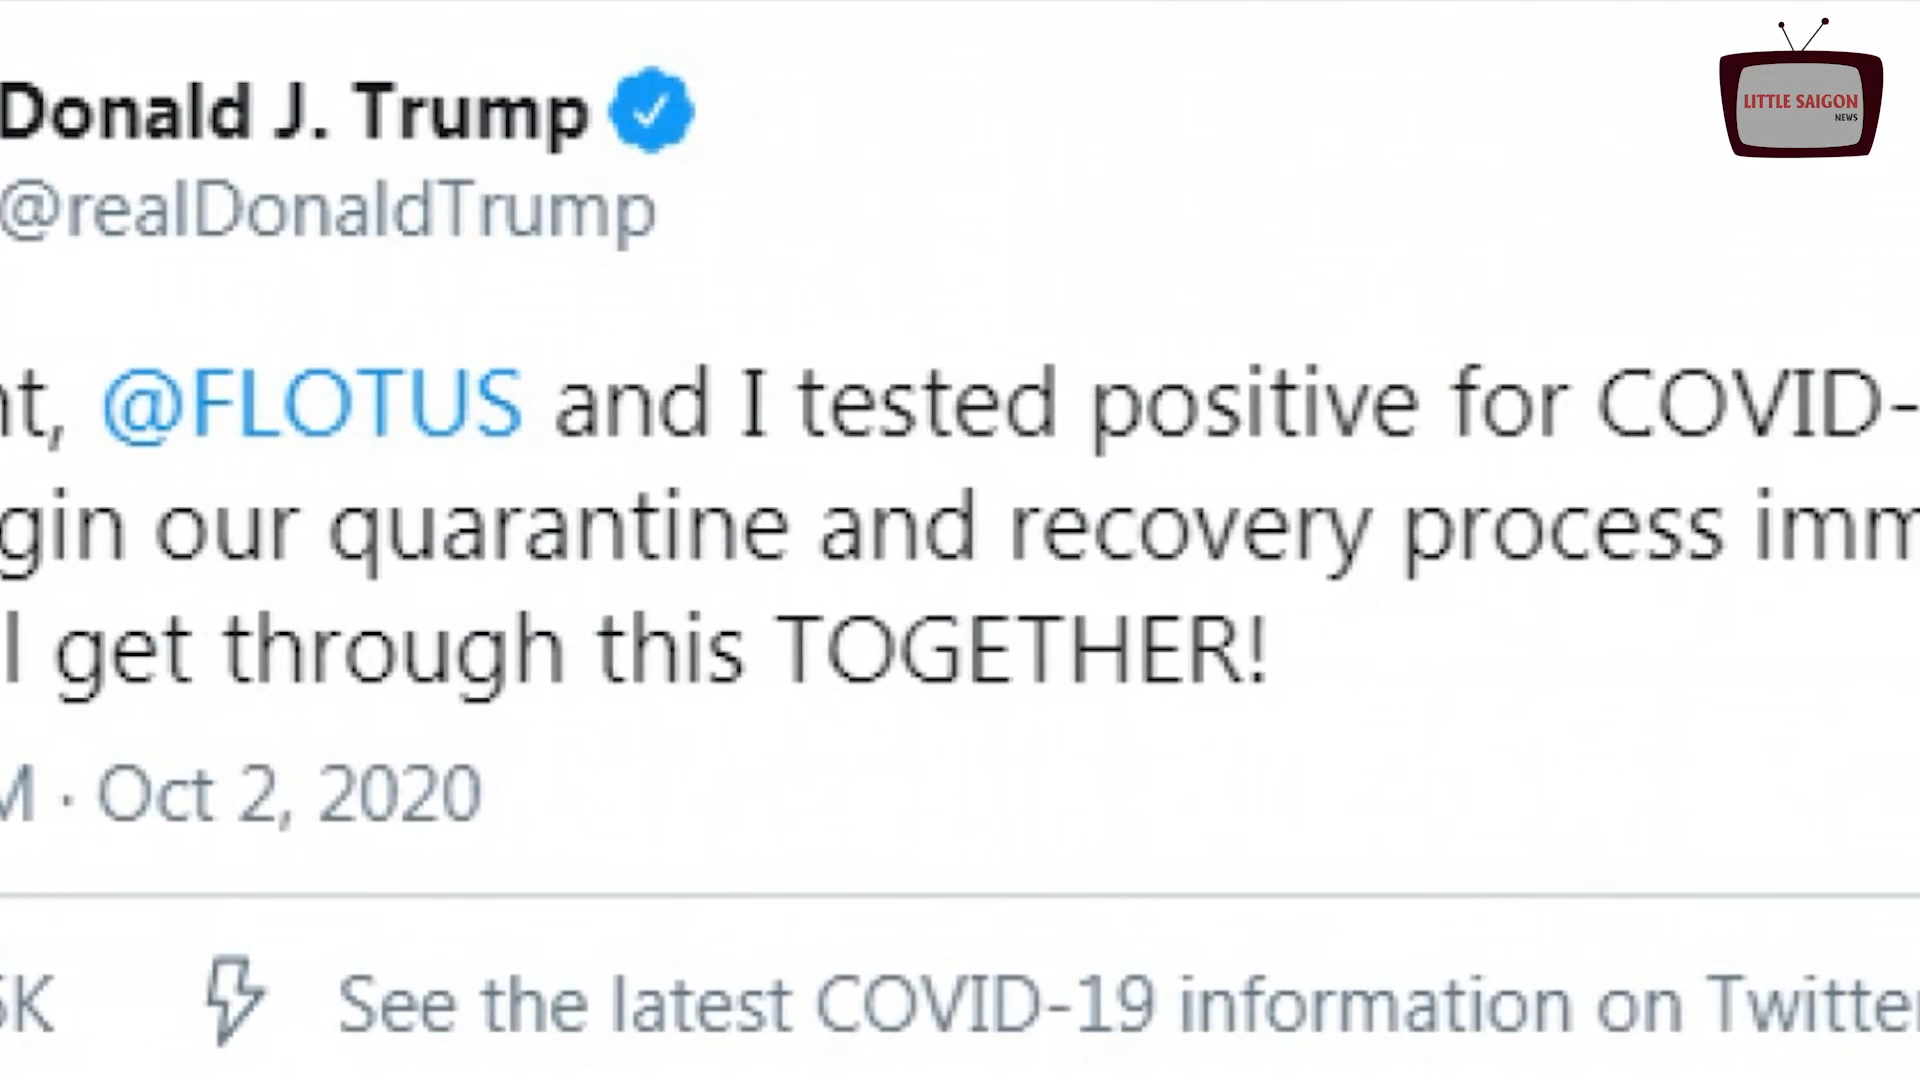 Donald J. Trump
@realDonaldTrump
LITTLE SAIGON
NEWS
nt, @FLOTUS and I tested positive for COVID-
gin our quarantine and recovery process imm
l get through this TOGETHER!
M · Oct 2, 2020
5K See the latest COVID-19 information on Twitter